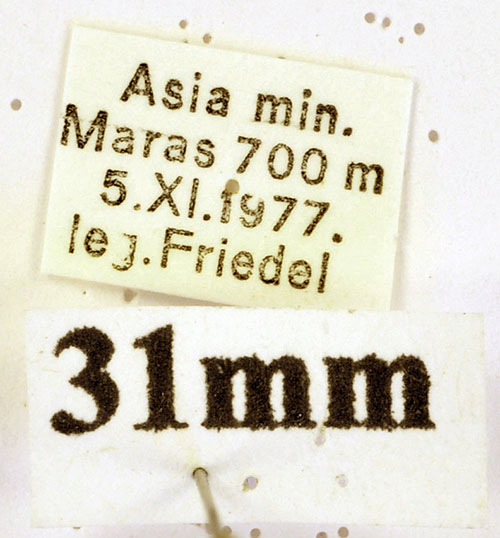 Asia min.
Maras 700 m
5.XI.1977.
leg.Friedel
31mm